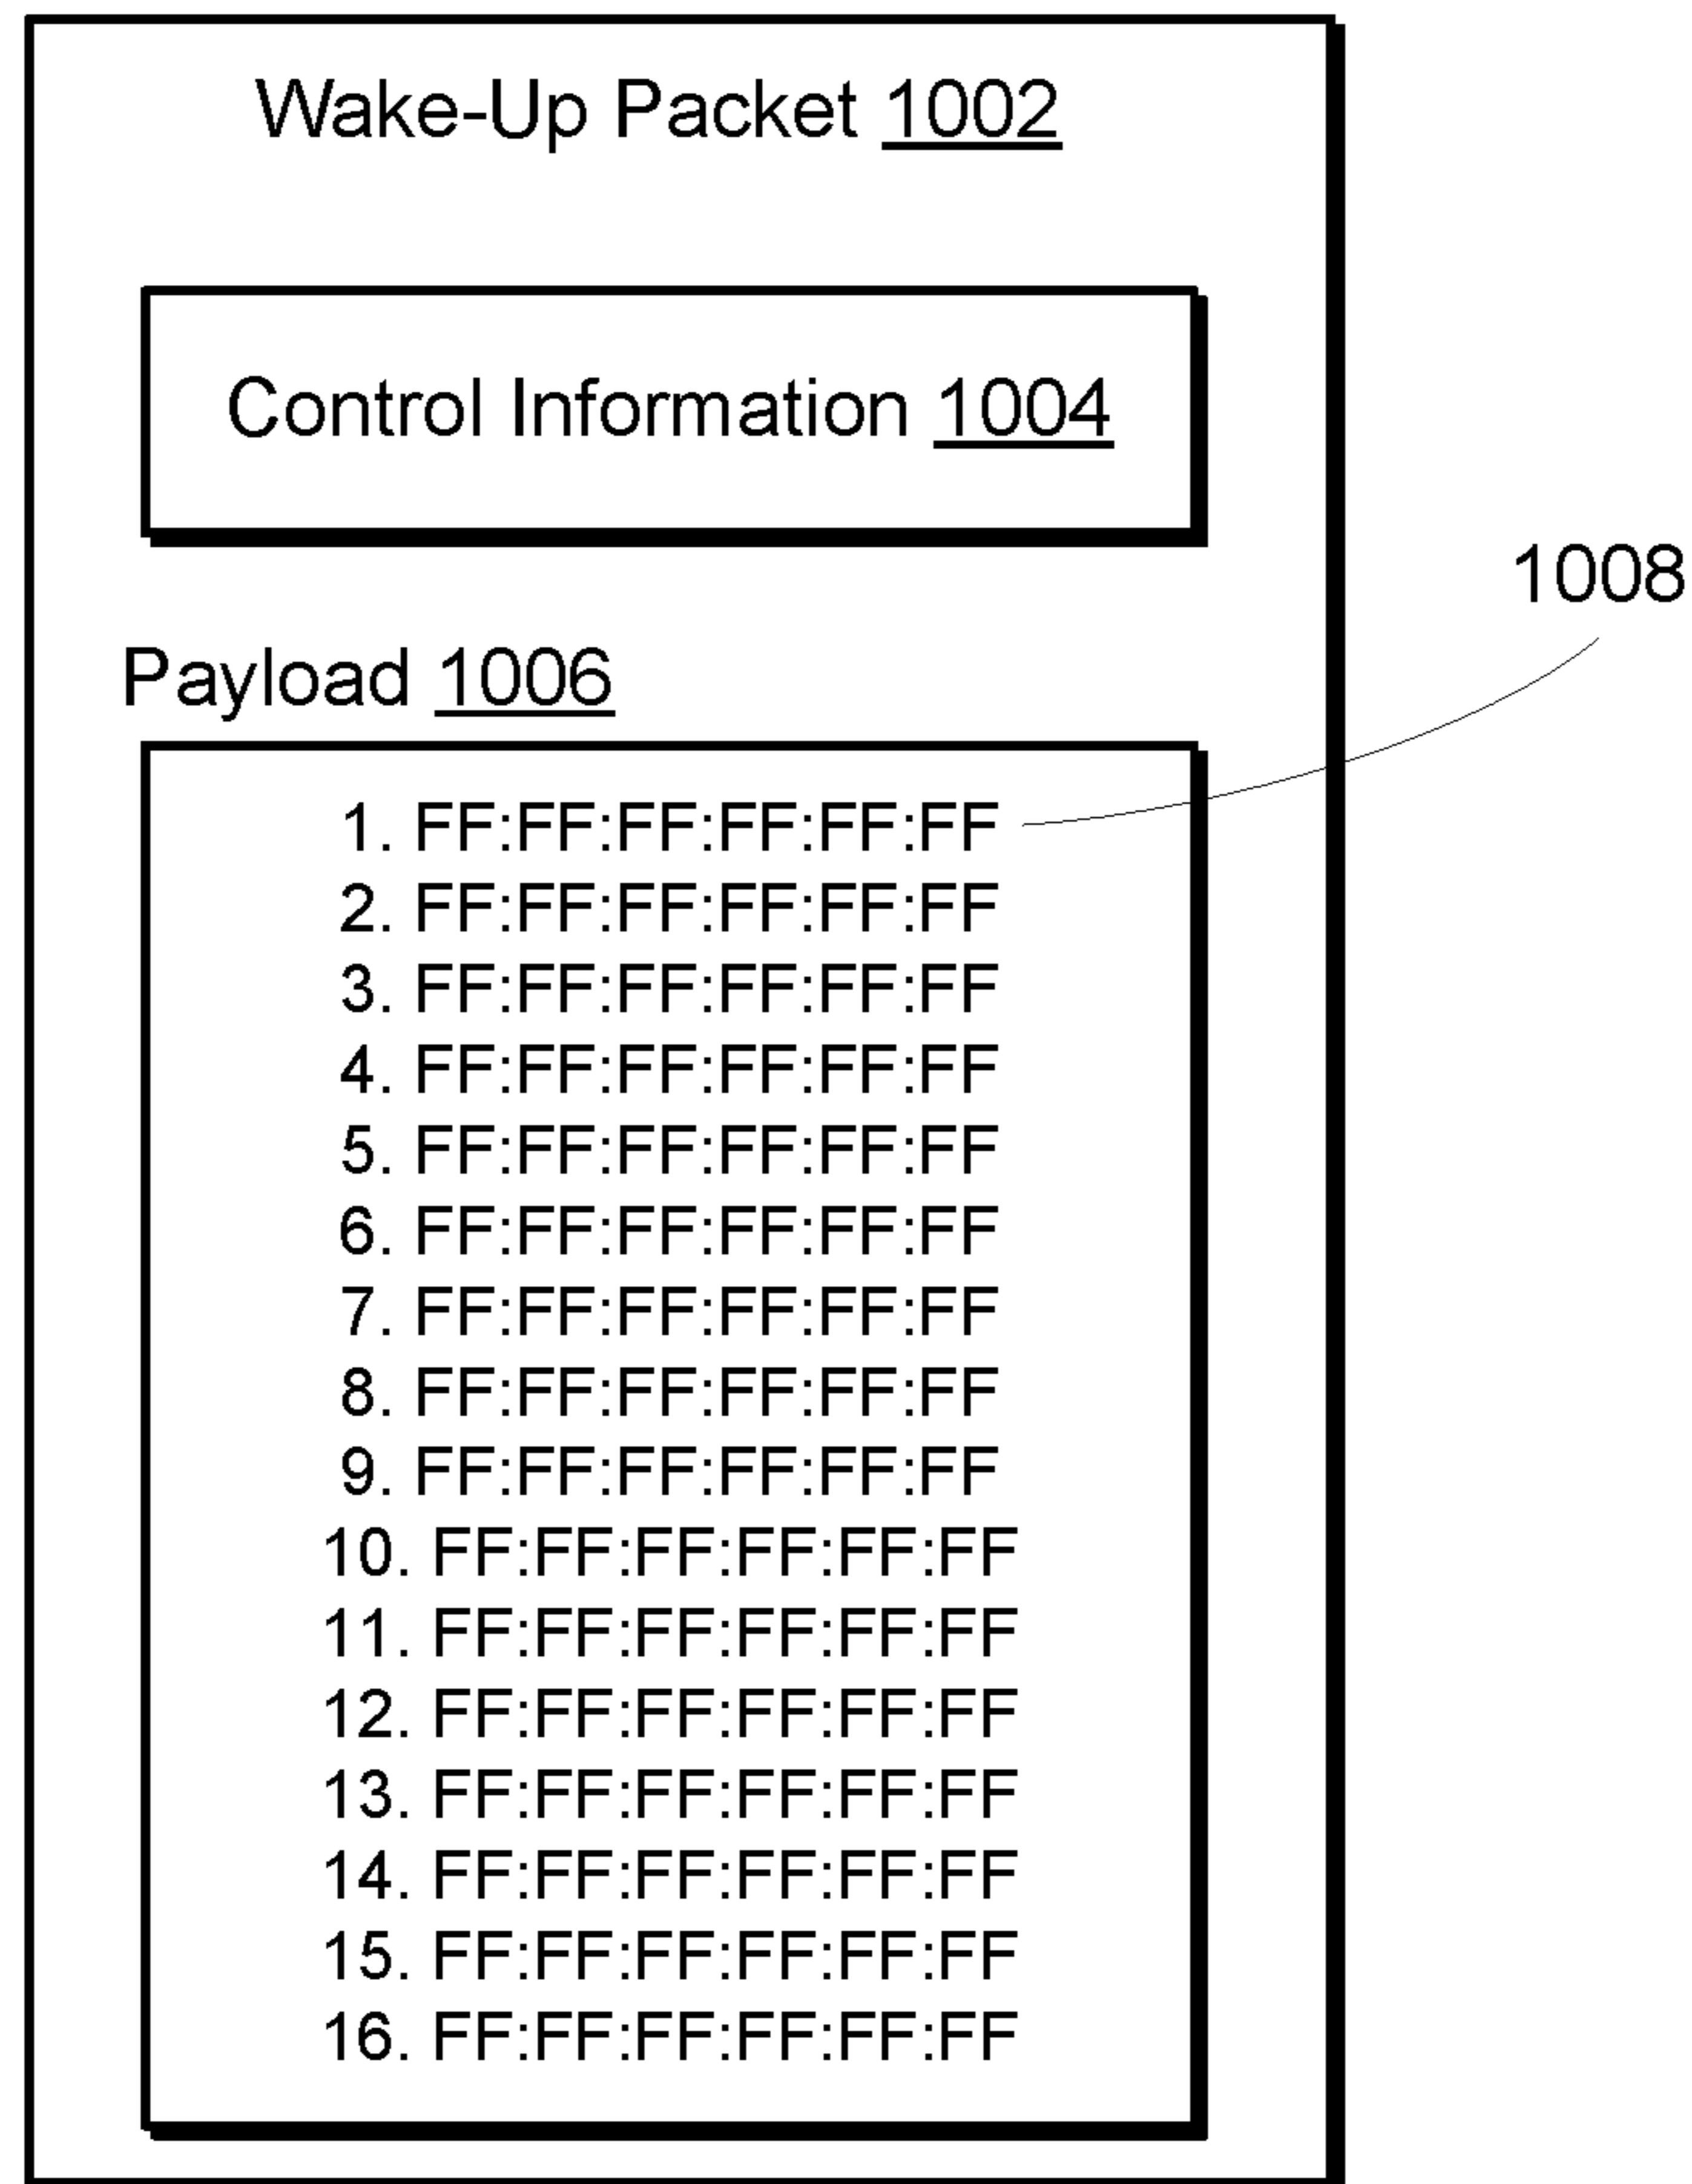 Wake-Up Packet 1002
Control Information 1004
1008
Payload 1006
1. FF:FF:FF:FF:FF:FF
2. FF:FF:FF:FF:FF:FF
3. FF:FF:FF:FF:FF:FF
4. FF:FF:FF:FF:FF:FF
5. FF:FF:FF:FF:FF:FF
6. FF:FF:FF:FF:FF:FF
7. FF:FF:FF:FF:FF:FF
8. FF:FF:FF:FF:FF:FF
9. FF:FF:FF:FF:FF:FF
10. FF:FF:FF:FF:FF:FF
11. FF:FF:FF:FF:FF:FF
12. FF:FF:FF:FF:FF:FF
13. FF:FF:FF:FF:FF:FF
14. FF:FF:FF:FF:FF:FF
15. FF:FF:FF:FF:FF:FF
16. FF:FF:FF:FF:FF:FF